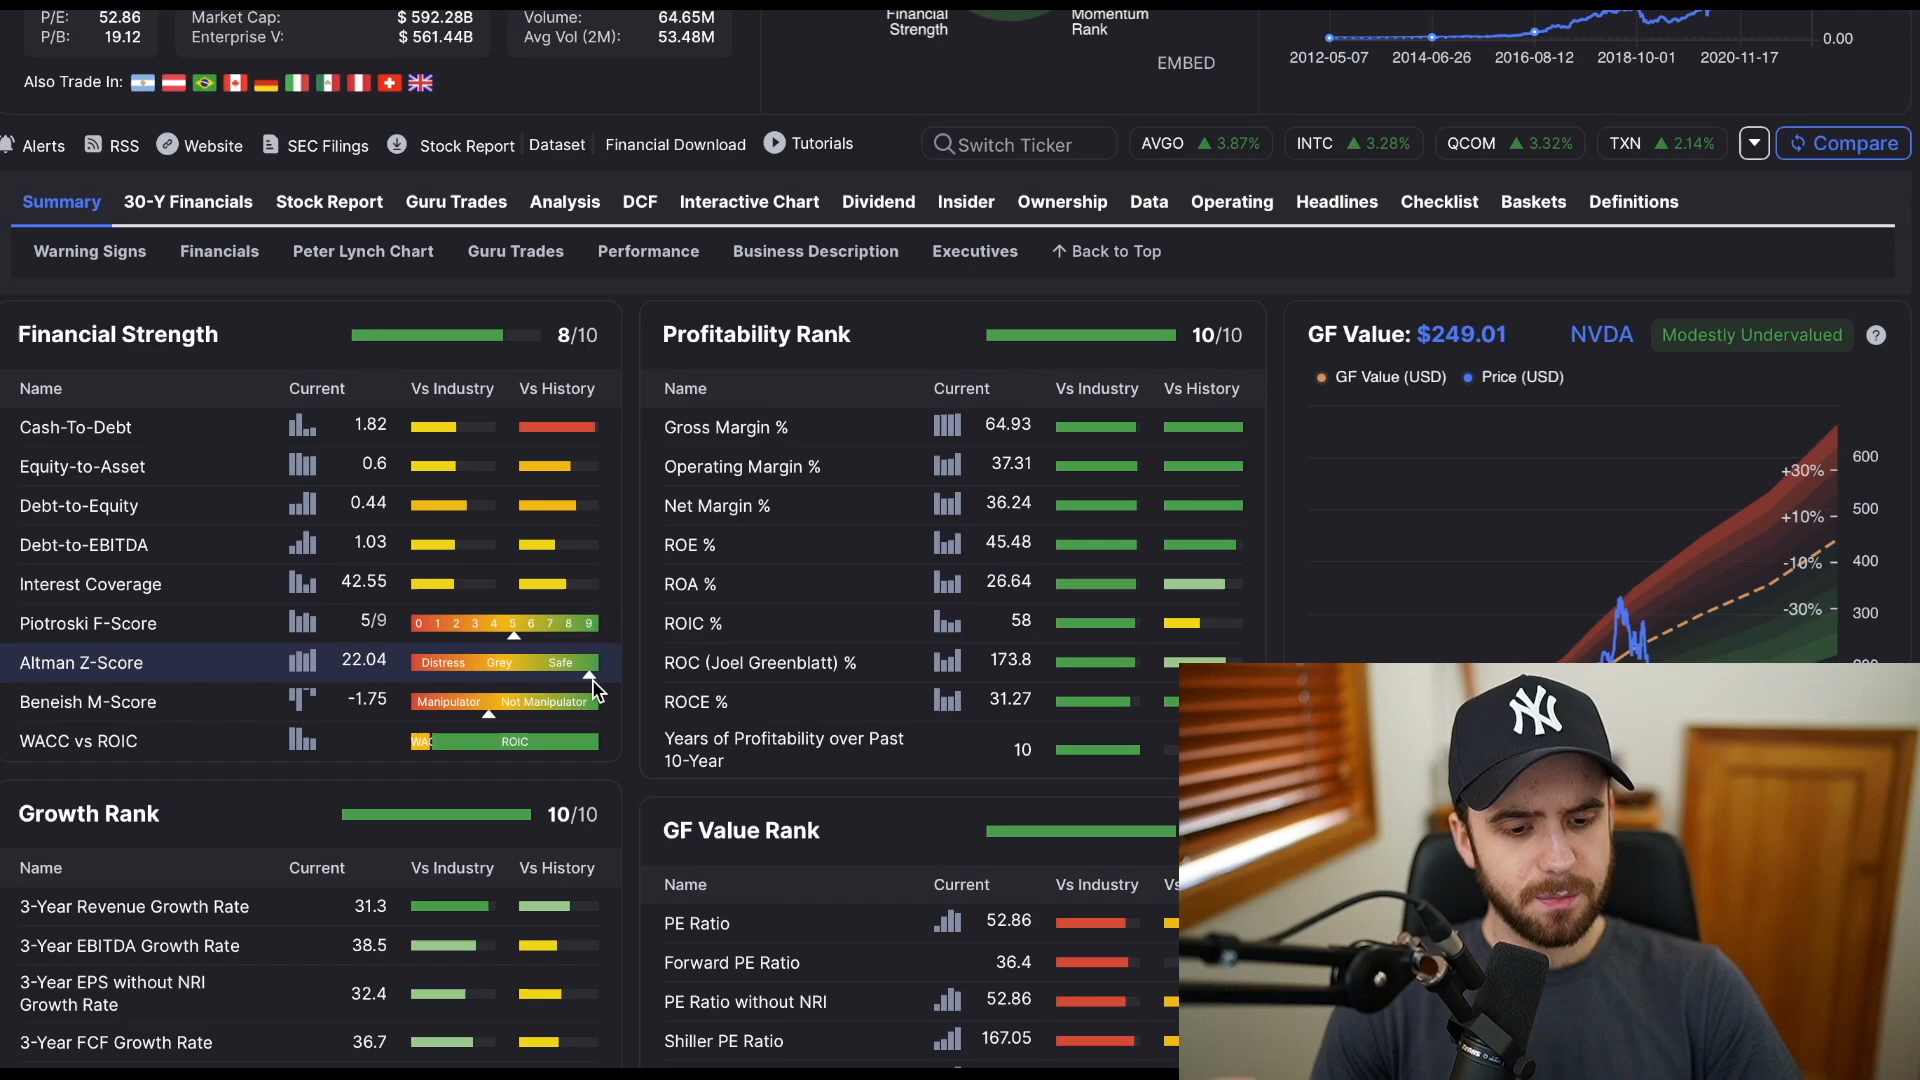 P/E: 52.86
P/B: 19.12
Market Cap: $ 592.28B
Enterprise V: $ 561.44B
Volume: 64.65M
Avg Vol (2M): 53.48M
Financial
Strength
Momentum
Rank
EMBED
0.00
2012-05-07 2014-06-26 2016-08-12 2018-10-01 2020-11-17
Also Trade In:
Alerts RSS Website SEC Filings Stock Report Dataset Financial Download Tutorials
Switch Ticker AVGO 3.87% INTC 3.28% QCOM 3.32% TXN 2.14% Compare
Summary 30-Y Financials Stock Report Guru Trades Analysis DCF Interactive Chart Dividend Insider Ownership Data Operating Headlines Checklist Baskets Definitions
Warning Signs Financials Peter Lynch Chart Guru Trades Performance Business Description Executives ↑ Back to Top
Financial Strength 8/10
Name Current Vs Industry Vs History
Cash-To-Debt 1.82
Equity-to-Asset 0.6
Debt-to-Equity 0.44
Debt-to-EBITDA 1.03
Interest Coverage 42.55
Piotroski F-Score 5/9 0 1 2 3 4 5 6 7 8 9
Altman Z-Score 22.04 Distress Grey Safe
Beneish M-Score -1.75 Manipulator Not Manipulator
WACC vs ROIC WAC ROIC
Growth Rank 10/10
Name Current Vs Industry Vs History
3-Year Revenue Growth Rate 31.3
3-Year EBITDA Growth Rate 38.5
3-Year EPS without NRI
Growth Rate 32.4
3-Year FCF Growth Rate 36.7
Profitability Rank 10/10
Name Current Vs Industry Vs History
Gross Margin % 64.93
Operating Margin % 37.31
Net Margin % 36.24
ROE % 45.48
ROA % 26.64
ROIC % 58
ROC (Joel Greenblatt) % 173.8
ROCE % 31.27
Years of Profitability over Past
10-Year 10
GF Value Rank
Name Current Vs Industry Vs
PE Ratio 52.86
Forward PE Ratio 36.4
PE Ratio without NRI 52.86
Shiller PE Ratio 167.05
GF Value: $249.01 NVDA Modestly Undervalued ?
GF Value (USD) Price (USD)
+30% 600
+10% 500
-10% 400
-30% 300
NY